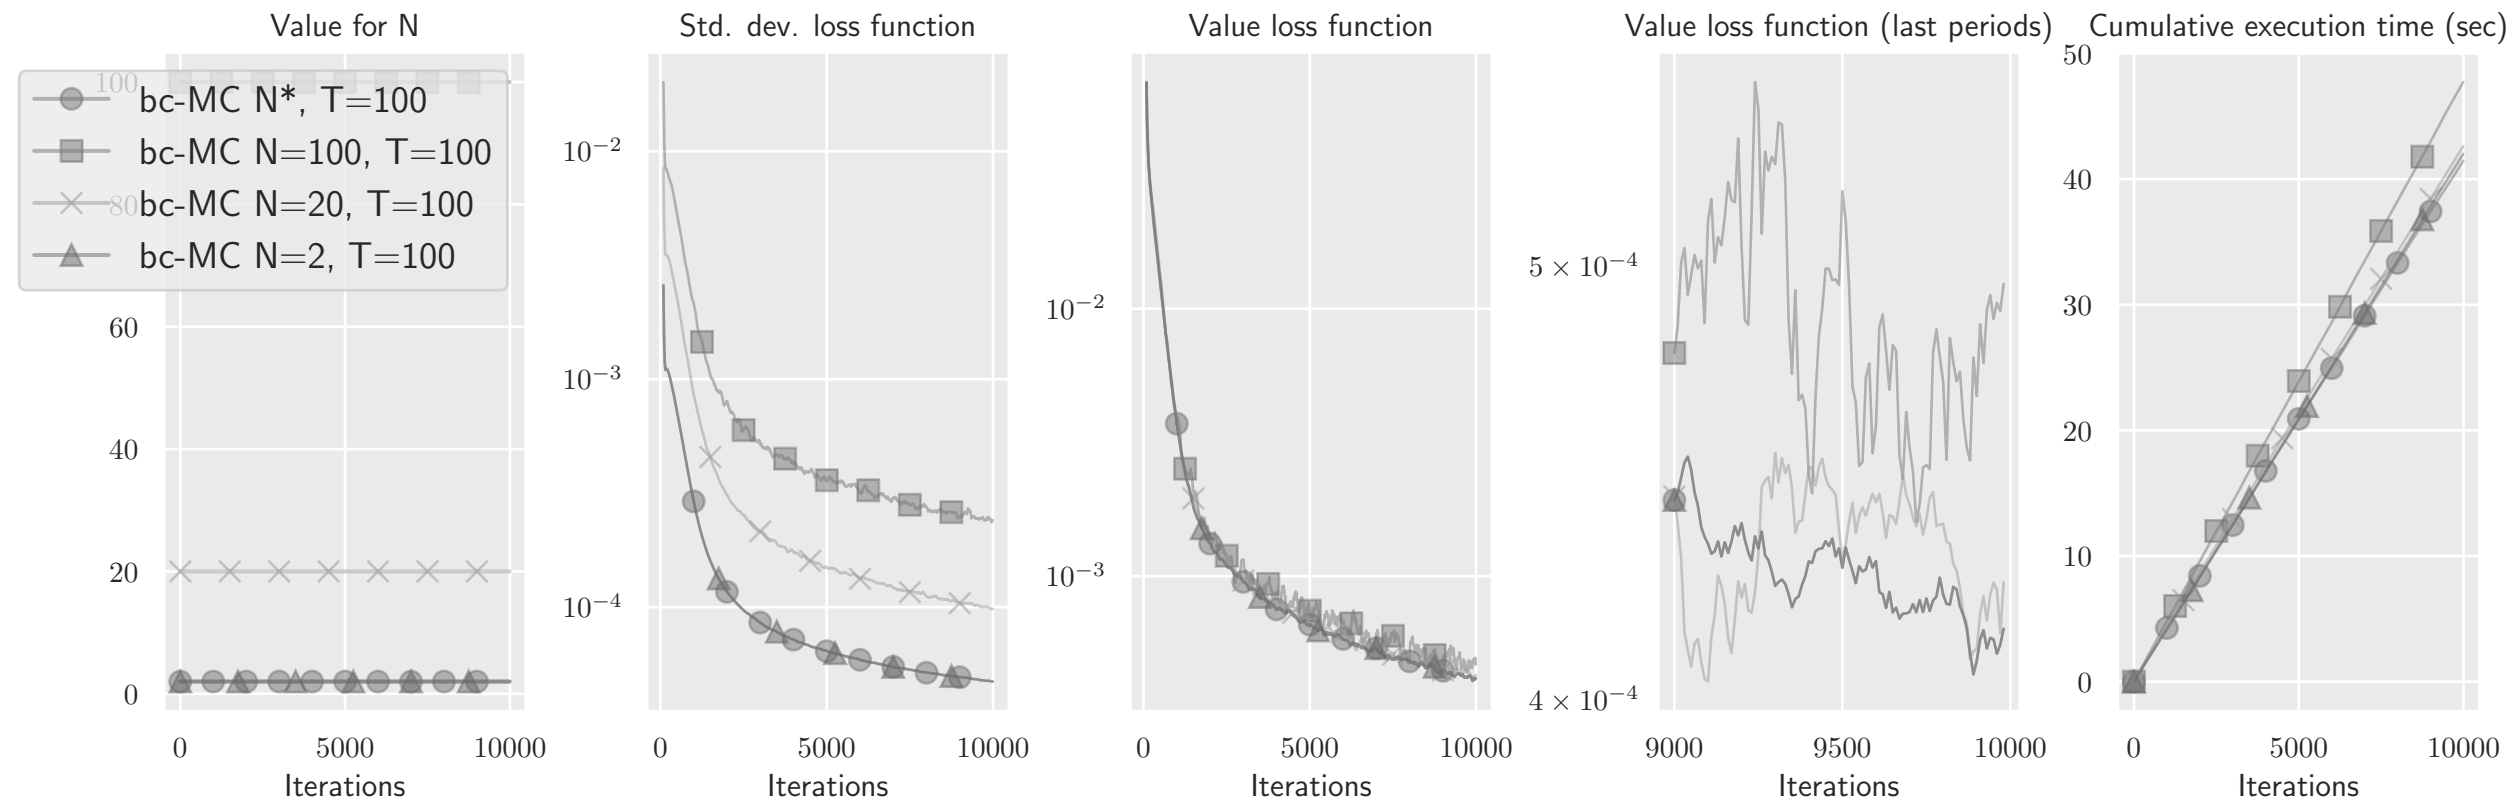 Value for N
100
80
60
40
20
0
0 5000 10000
Iterations
bc-MC N*, T=100
bc-MC N=100, T=100
bc-MC N=20, T=100
bc-MC N=2, T=100
Std. dev. loss function
10⁻²
10⁻³
10⁻⁴
0 5000 10000
Iterations
Value loss function
10⁻²
10⁻³
0 5000 10000
Iterations
Value loss function (last periods)
5 × 10⁻⁴
4 × 10⁻⁴
9000 9500 10000
Iterations
Cumulative execution time (sec)
50
40
30
20
10
0
0 5000 10000
Iterations